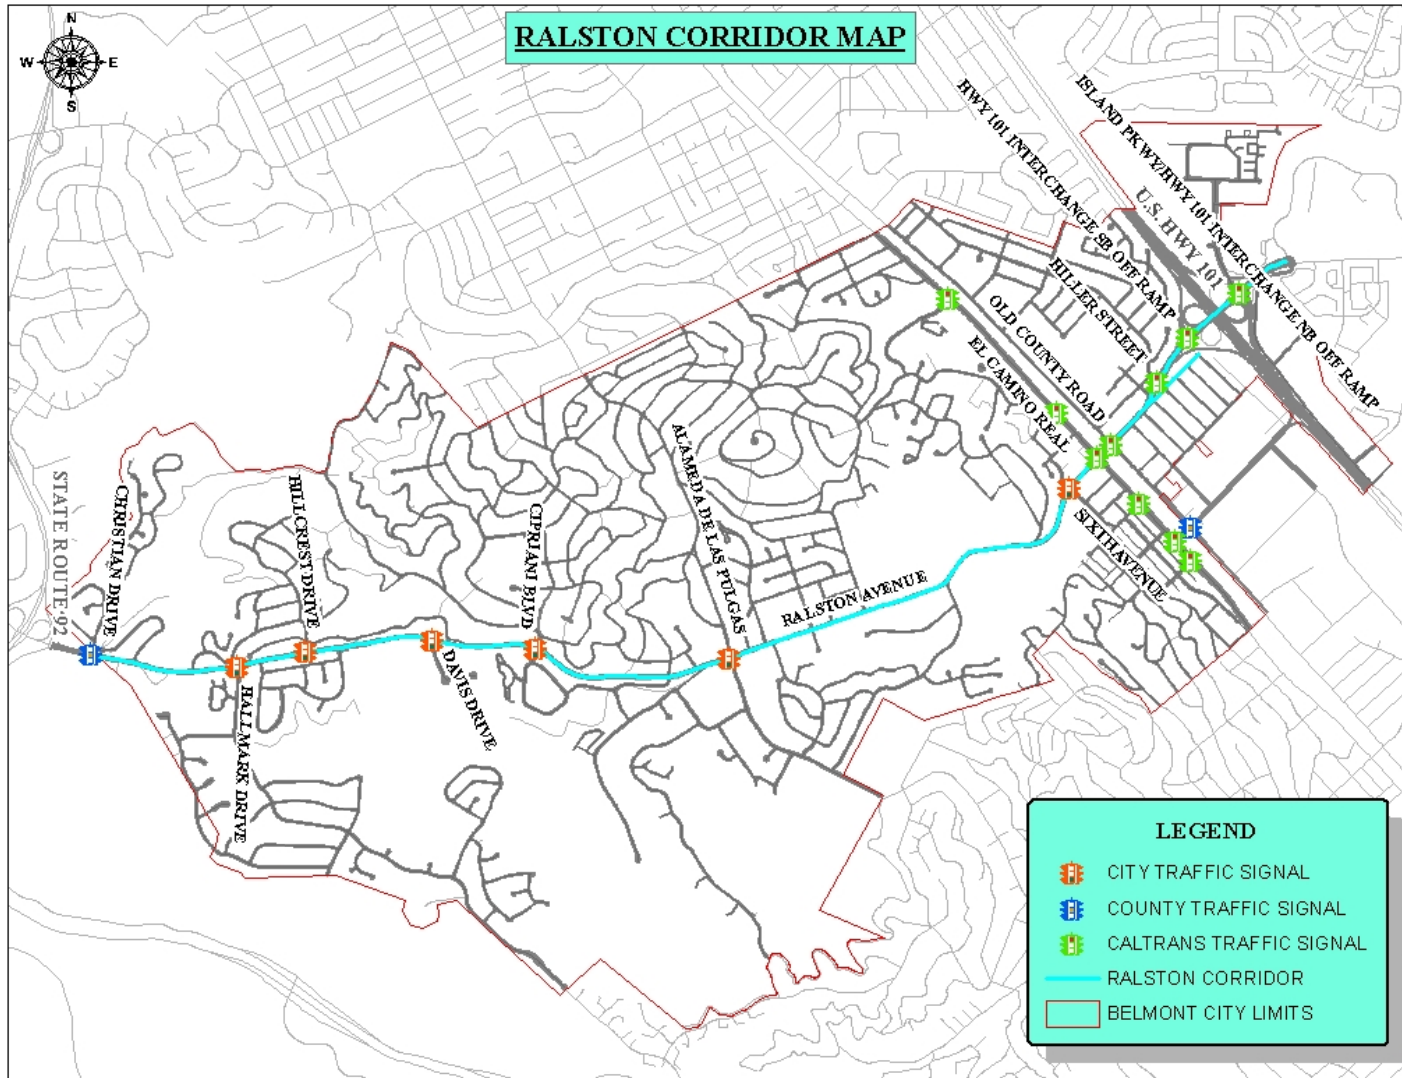 RALSTON CORRIDOR MAP
N
W
E
S
HWY 101 INTERCHANGE SB OFF RAMP
ISLAND PKWY/HWY 101 INTERCHANGE NB OFF RAMP
U.S. HWY 101
HILLER STREET
OLD COUNTY ROAD
EL CAMINO REAL
ALAMEDA DE LAS PULGAS
STATE ROUTE 92
CHRISTIAN DRIVE
HILLCREST DRIVE
CIPRIANI BLVD
SIXTH AVENUE
RALSTON AVENUE
DAVIS DRIVE
HALLMARK DRIVE
LEGEND
CITY TRAFFIC SIGNAL
COUNTY TRAFFIC SIGNAL
CALTRANS TRAFFIC SIGNAL
RALSTON CORRIDOR
BELMONT CITY LIMITS